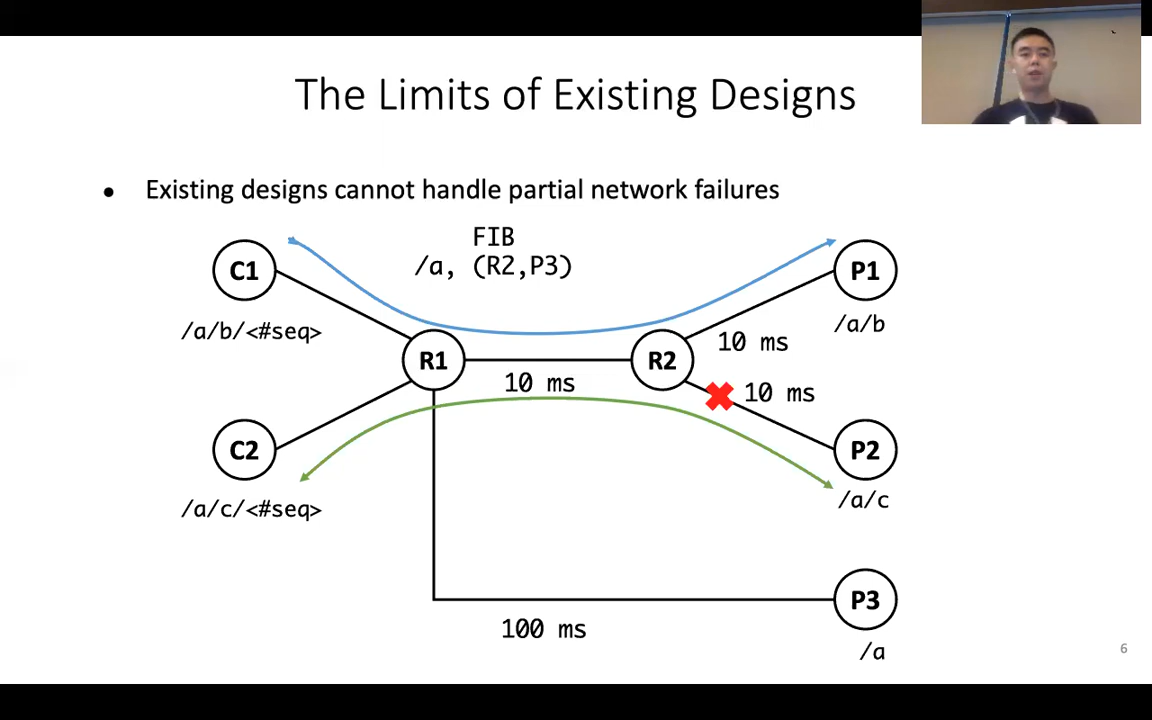 The Limits of Existing Designs
• Existing designs cannot handle partial network failures
FIB
/a, (R2,P3)
C1
P1
/a/b/<#seq>
/a/b
R1
R2
10 ms
10 ms
10 ms
C2
P2
/a/c/<#seq>
/a/c
P3
100 ms
/a
6